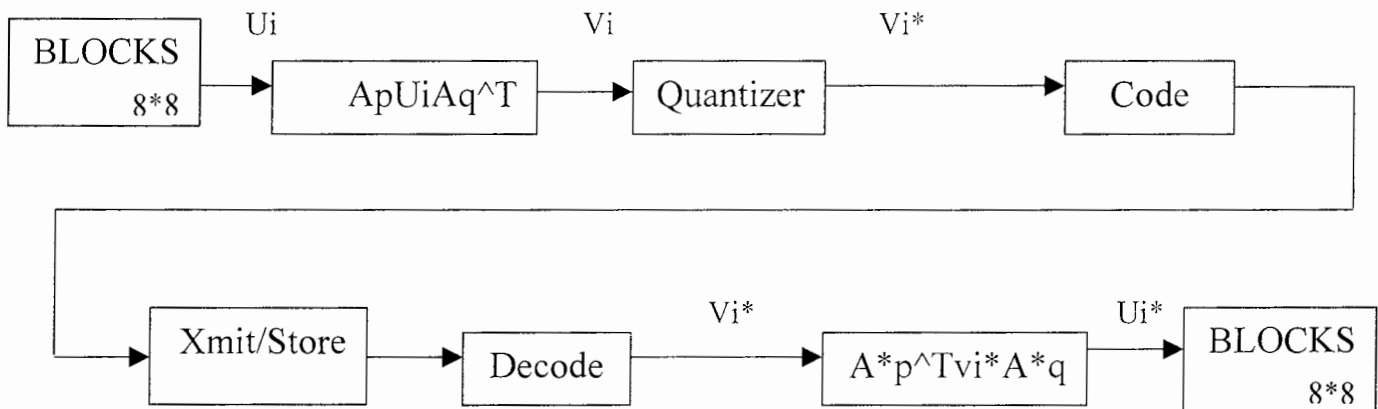 Ui
Vi
Vi*
BLOCKS
8*8
ApUiAq^T
Quantizer
Code
Xmit/Store
Decode
Vi*
A*p^Tvi*A*q
Ui*
BLOCKS
8*8